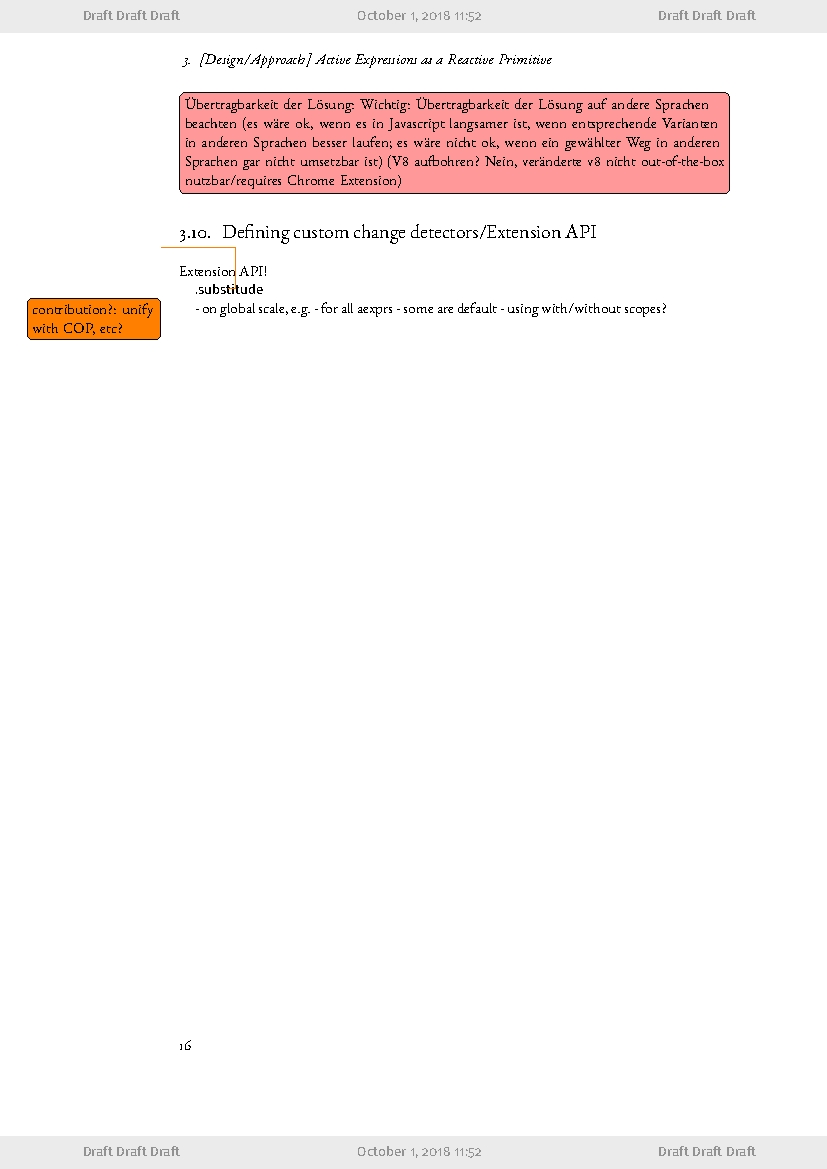 Draft Draft Draft October 1, 2018 11:52 Draft Draft Draft
3. [Design/Approach] Active Expressions as a Reactive Primitive
Übertragbarkeit der Lösung: Wichtig: Übertragbarkeit der Lösung auf andere Sprachen
beachten (es wäre ok, wenn es in Javascript langsamer ist, wenn entsprechende Varianten
in anderen Sprachen besser laufen; es wäre nicht ok, wenn ein gewählter Weg in anderen
Sprachen gar nicht umsetzbar ist) (V8 aufbohren? Nein, veränderte v8 nicht out-of-the-box
nutzbar/requires Chrome Extension)
3.10. Defining custom change detectors/Extension API
Extension API!
.substitude
- on global scale, e.g. - for all aexprs - some are default - using with/without scopes?
contribution?: unify
with COP, etc?
16
Draft Draft Draft October 1, 2018 11:52 Draft Draft Draft